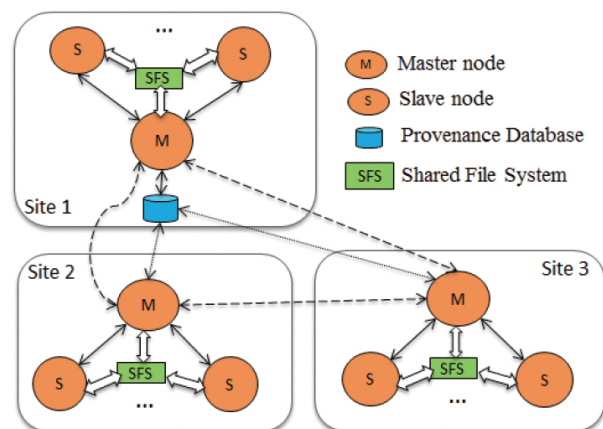 ...
S
S
SFS
M
Site 1
M Master node
S Slave node
Provenance Database
SFS Shared File System
Site 2
M
SFS
S
S
...
Site 3
M
SFS
S
S
...